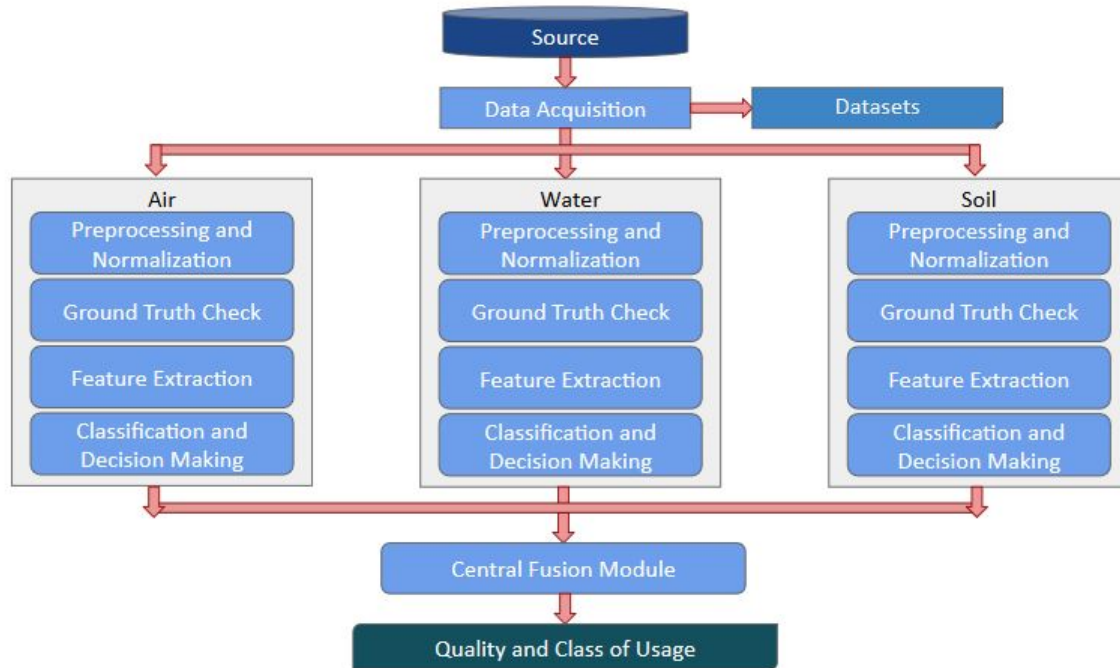 Source
Data Acquisition
Datasets
Air
Preprocessing and
Normalization
Ground Truth Check
Feature Extraction
Classification and
Decision Making
Water
Preprocessing and
Normalization
Ground Truth Check
Feature Extraction
Classification and
Decision Making
Soil
Preprocessing and
Normalization
Ground Truth Check
Feature Extraction
Classification and
Decision Making
Central Fusion Module
Quality and Class of Usage